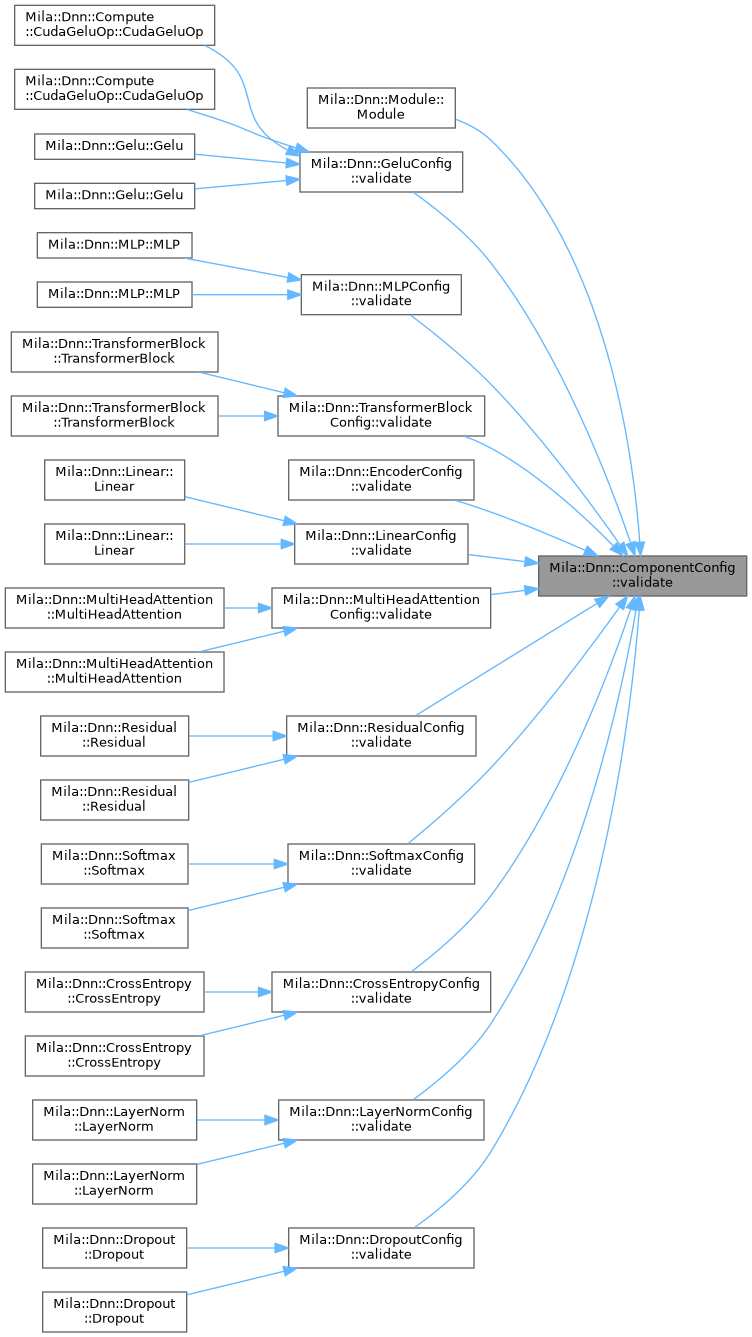 Mila::Dnn::Compute
::CudaGeluOp::CudaGeluOp
Mila::Dnn::Compute
::CudaGeluOp::CudaGeluOp
Mila::Dnn::Gelu::Gelu
Mila::Dnn::Gelu::Gelu
Mila::Dnn::MLP::MLP
Mila::Dnn::MLP::MLP
Mila::Dnn::TransformerBlock
::TransformerBlock
Mila::Dnn::TransformerBlock
::TransformerBlock
Mila::Dnn::Linear::
Linear
Mila::Dnn::Linear::
Linear
Mila::Dnn::MultiHeadAttention
::MultiHeadAttention
Mila::Dnn::MultiHeadAttention
::MultiHeadAttention
Mila::Dnn::Residual
::Residual
Mila::Dnn::Residual
::Residual
Mila::Dnn::Softmax
::Softmax
Mila::Dnn::Softmax
::Softmax
Mila::Dnn::CrossEntropy
::CrossEntropy
Mila::Dnn::CrossEntropy
::CrossEntropy
Mila::Dnn::LayerNorm
::LayerNorm
Mila::Dnn::LayerNorm
::LayerNorm
Mila::Dnn::Dropout
::Dropout
Mila::Dnn::Dropout
::Dropout
Mila::Dnn::Module::
Module
Mila::Dnn::GeluConfig
::validate
Mila::Dnn::MLPConfig
::validate
Mila::Dnn::TransformerBlock
Config::validate
Mila::Dnn::EncoderConfig
::validate
Mila::Dnn::LinearConfig
::validate
Mila::Dnn::MultiHeadAttention
Config::validate
Mila::Dnn::ResidualConfig
::validate
Mila::Dnn::SoftmaxConfig
::validate
Mila::Dnn::CrossEntropyConfig
::validate
Mila::Dnn::LayerNormConfig
::validate
Mila::Dnn::DropoutConfig
::validate
Mila::Dnn::ComponentConfig
::validate